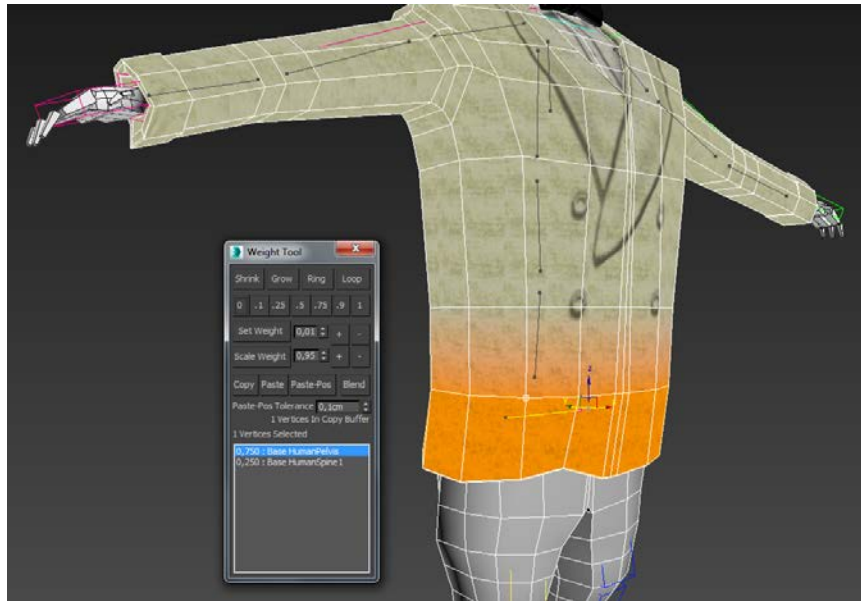 Weight Tool
Shrink Grow Ring Loop
0 .1 .25 .5 .75 .9 1
Set Weight 0,01 + -
Scale Weight 0,95 + -
Copy Paste Paste-Pos Blend
Paste-Pos Tolerance 0,1cm
1 Vertices In Copy Buffer
1 Vertices Selected
0,750 : Base HumanPelvis
0,250 : Base HumanSpine1
z